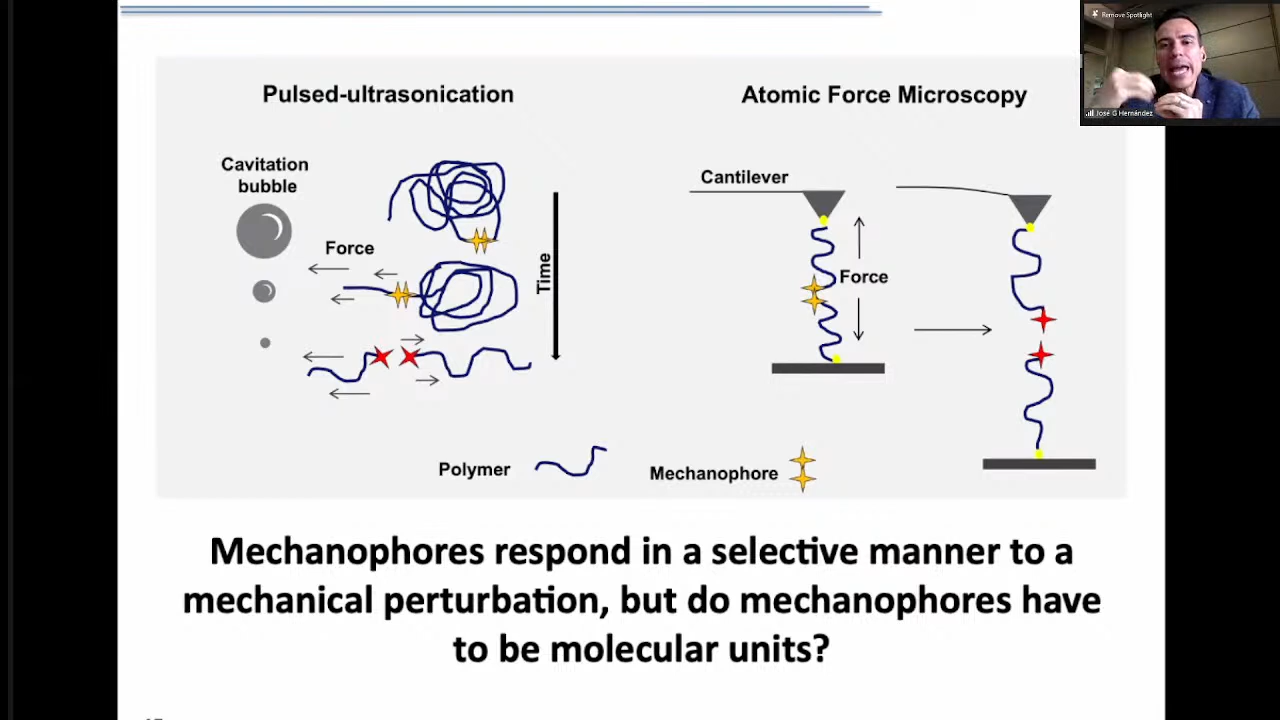 Remove Spotlight
José G Hernández
Pulsed-ultrasonication
Atomic Force Microscopy
Cavitation
bubble
Force
Time
Cantilever
Force
Polymer
Mechanophore
Mechanophores respond in a selective manner to a
mechanical perturbation, but do mechanophores have
to be molecular units?